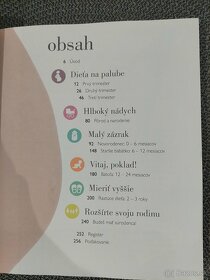 obsah
6 Úvod
Dieťa na palube
12 Prvý trimester
26 Druhý trimester
46 Tretí trimester
Hlboký nádych
80 Pôrod a narodenie
Malý zázrak
92 Novorodenec: 0 – 6 mesiacov
148 Staršie bábätko: 6 – 12 mesiacov
Vitaj, poklad!
180 Batoľa: 12 – 24 mesiacov
Mieriť vyššie
200 Rastúce dieťa: 2 – 3 roky
Rozšírte svoju rodinu
240 Budeš mať súrodenca!
252 Register
256 Poďakovanie